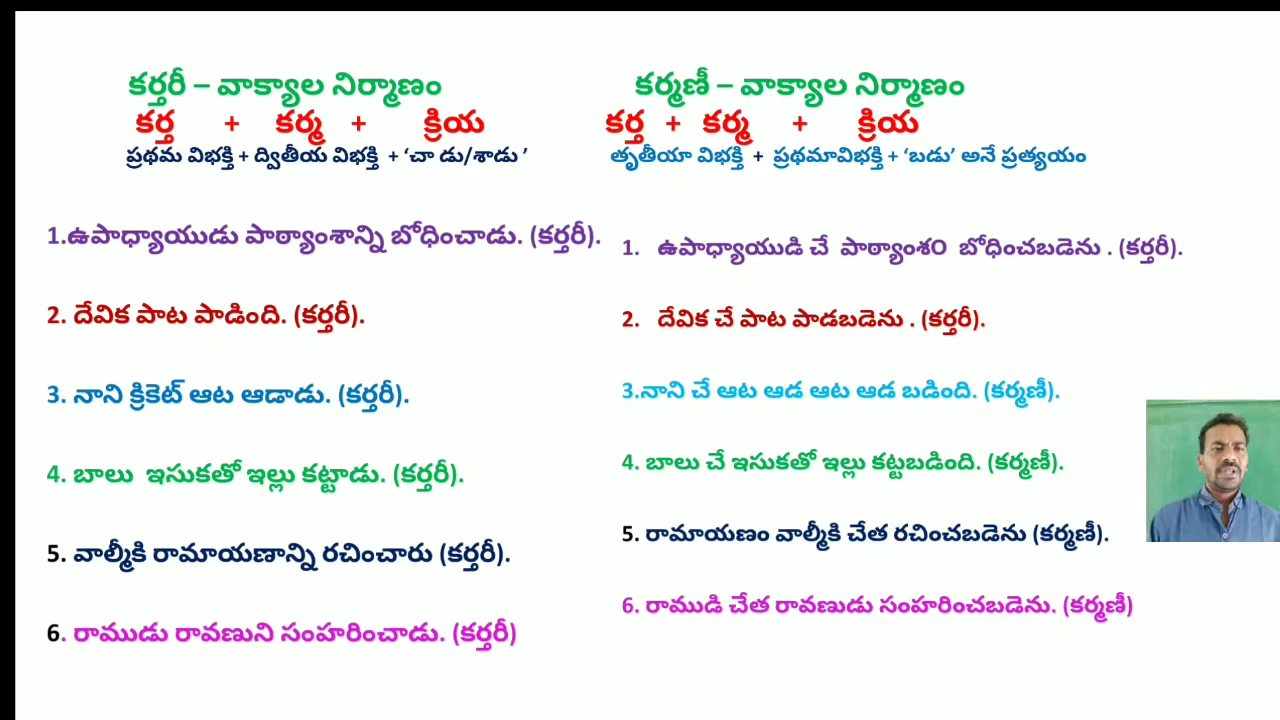 కర్తరీ – వాక్యాల నిర్మాణం
కర్త + కర్మ + క్రియ
ప్రథమ విభక్తి + ద్వితీయ విభక్తి + ‘చా డు/శాడు ’
1.ఉపాధ్యాయుడు పాఠ్యాంశాన్ని బోధించాడు. (కర్తరీ).
2. దేవిక పాట పాడింది. (కర్తరీ).
3. నాని క్రికెట్ ఆట ఆడాడు. (కర్తరీ).
4. బాలు ఇసుకతో ఇల్లు కట్టాడు. (కర్తరీ).
5. వాల్మీకి రామాయణాన్ని రచించారు (కర్తరీ).
6. రాముడు రావణుని సంహరించాడు. (కర్తరీ)
కర్మణీ – వాక్యాల నిర్మాణం
కర్త + కర్మ + క్రియ
తృతీయా విభక్తి + ప్రథమావిభక్తి + ‘బడు’ అనే ప్రత్యయం
1. ఉపాధ్యాయుడి చే పాఠ్యాంశం బోధించబడెను . (కర్తరీ).
2. దేవిక చే పాట పాడబడెను . (కర్తరీ).
3.నాని చే ఆట ఆడ ఆట ఆడ బడింది. (కర్మణీ).
4. బాలు చే ఇసుకతో ఇల్లు కట్టబడింది. (కర్మణీ).
5. రామాయణం వాల్మీకి చేత రచించబడెను (కర్మణీ).
6. రాముడి చేత రావణుడు సంహరించబడెను. (కర్మణీ)